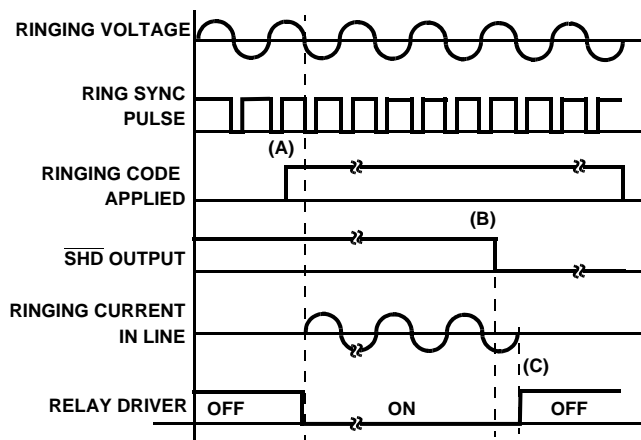 RINGING VOLTAGE
RING SYNC
PULSE
(A)
RINGING CODE
APPLIED
(B)
SHD OUTPUT
RINGING CURRENT
IN LINE
(C)
RELAY DRIVER
OFF
ON
OFF